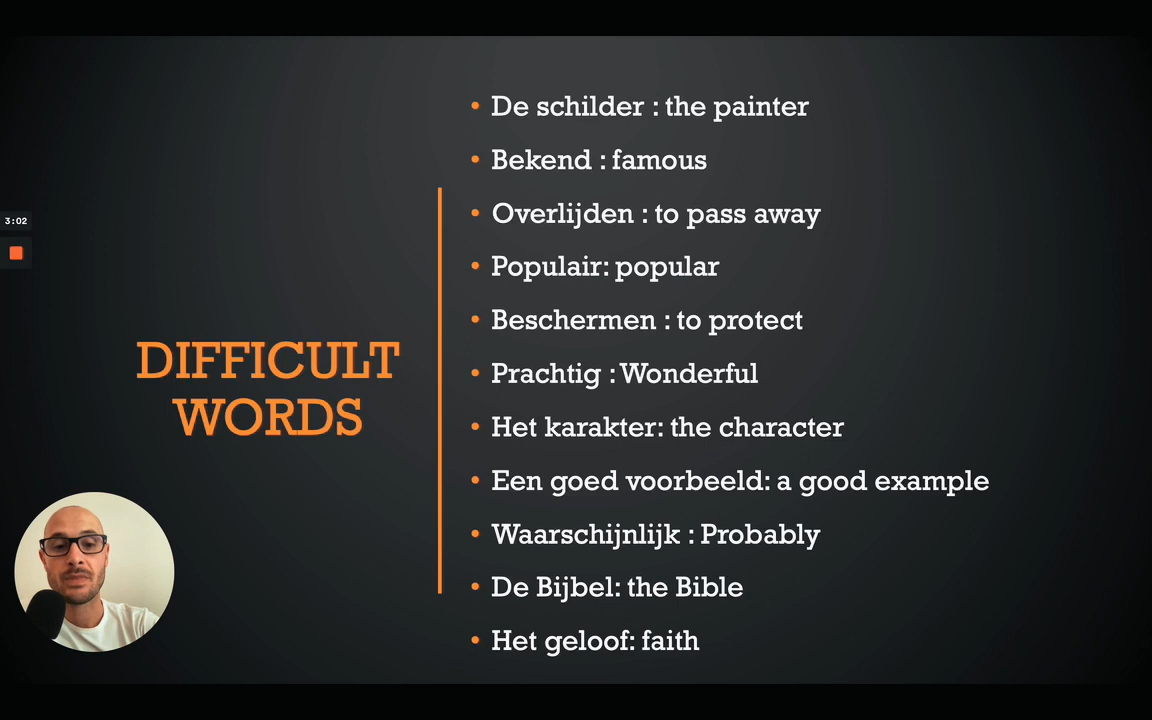 3:02
DIFFICULT
WORDS
• De schilder : the painter
• Bekend : famous
• Overlijden : to pass away
• Populair: popular
• Beschermen : to protect
• Prachtig : Wonderful
• Het karakter: the character
• Een goed voorbeeld: a good example
• Waarschijnlijk : Probably
• De Bijbel: the Bible
• Het geloof: faith